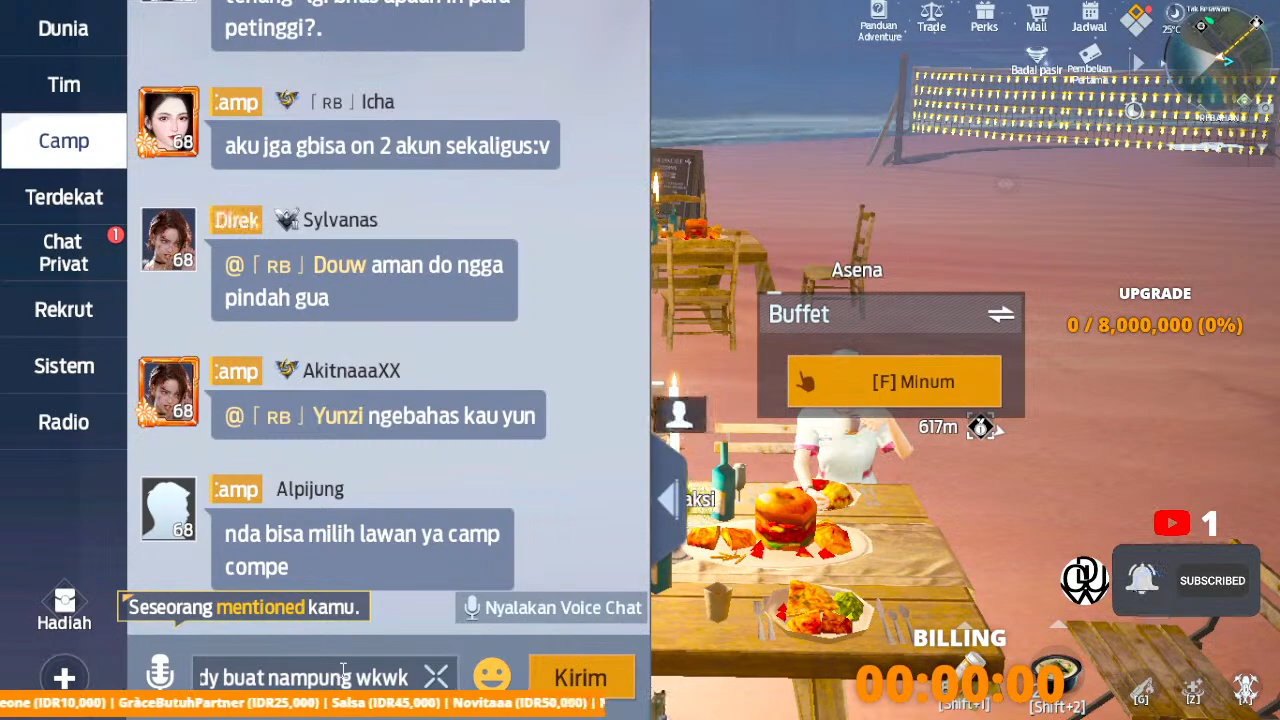 Dunia
Tim
Camp
Terdekat
Chat
Privat
1
Rekrut
Sistem
Radio
Hadiah
petinggi?.
:amp 「 RB 」 Icha
68
aku jga gbisa on 2 akun sekaligus:v
Direk Sylvanas
68
@「 RB 」 Douw aman do ngga
pindah gua
:amp AkitnaaaXX
68
@「 RB 」 Yunzi ngebahas kau yun
:amp Alpijung
68
nda bisa milih lawan ya camp
compe
Seseorang mentioned kamu.
Nyalakan Voice Chat
dy buat nampung wkwk
Kirim
eone (IDR10,000) | GrâceButuhPartner (IDR25,000) | Salsa (IDR45,000) | Novitaaa (IDR50,000) |
Panduan
Adventure
Trade
Perks
Mall
Jadwal
25°C
Badai pasir
Pembelian
Pertama
Asena
Buffet
[F] Minum
617m
aksi
UPGRADE
0 / 8,000,000 (0%)
1
SUBSCRIBED
BILLING
00:00:00
[Shift+1]
[Shift+2]
[G]
[Z]
[X]